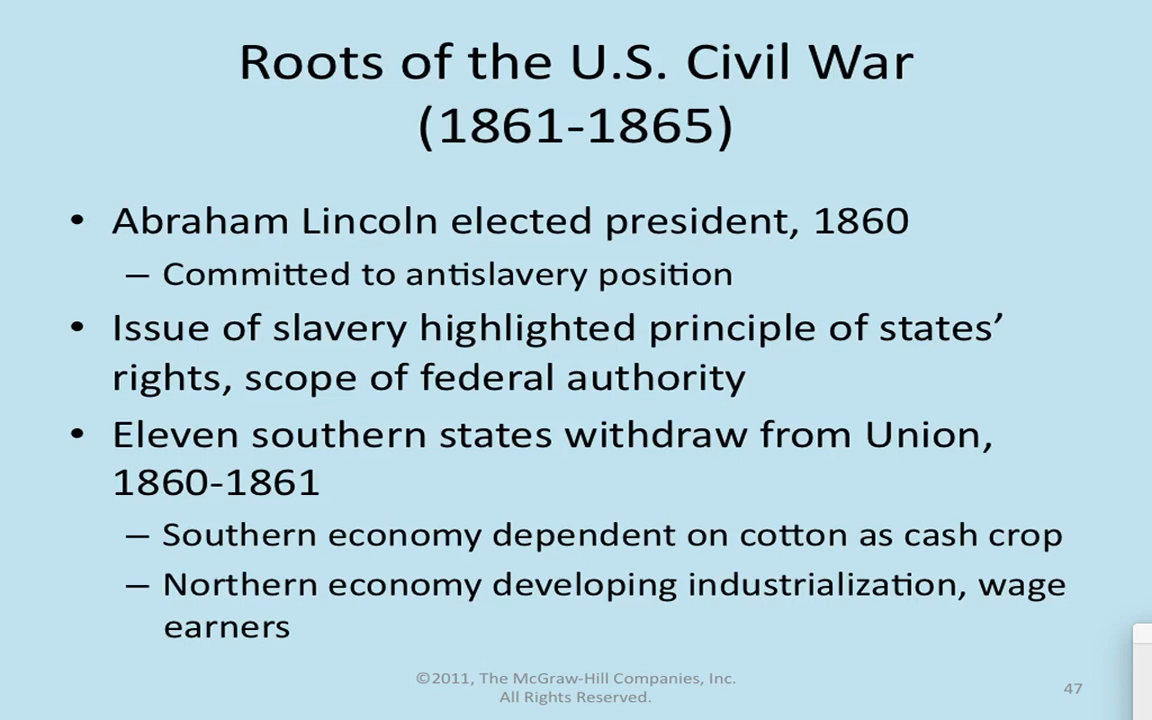 Roots of the U.S. Civil War
(1861-1865)
• Abraham Lincoln elected president, 1860
– Committed to antislavery position
• Issue of slavery highlighted principle of states’
rights, scope of federal authority
• Eleven southern states withdraw from Union,
1860-1861
– Southern economy dependent on cotton as cash crop
– Northern economy developing industrialization, wage
earners
©2011, The McGraw-Hill Companies, Inc.
All Rights Reserved.
47